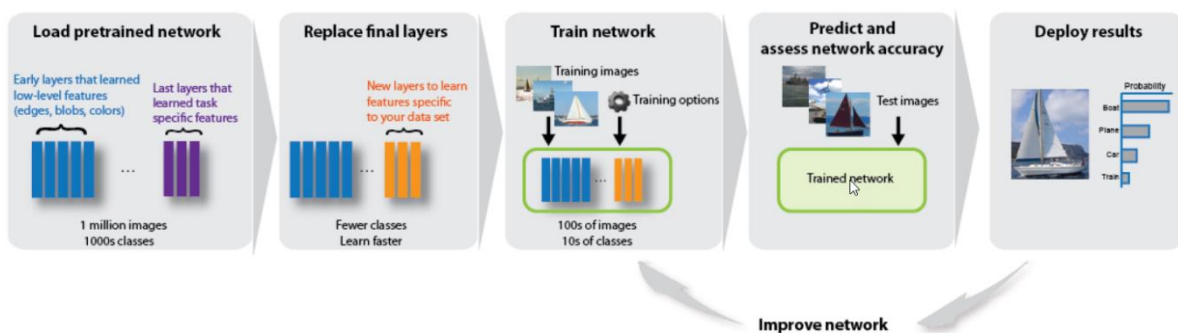 Load pretrained network
Early layers that learned
low-level features
(edges, blobs, colors)
Last layers that
learned task
specific features
...
1 million images
1000s classes
Replace final layers
New layers to learn
features specific
to your data set
...
Fewer classes
Learn faster
Train network
Training images
Training options
...
100s of images
10s of classes
Predict and
assess network accuracy
Test images
Trained network
Deploy results
Probability
Boat
Plane
Car
Train
Improve network